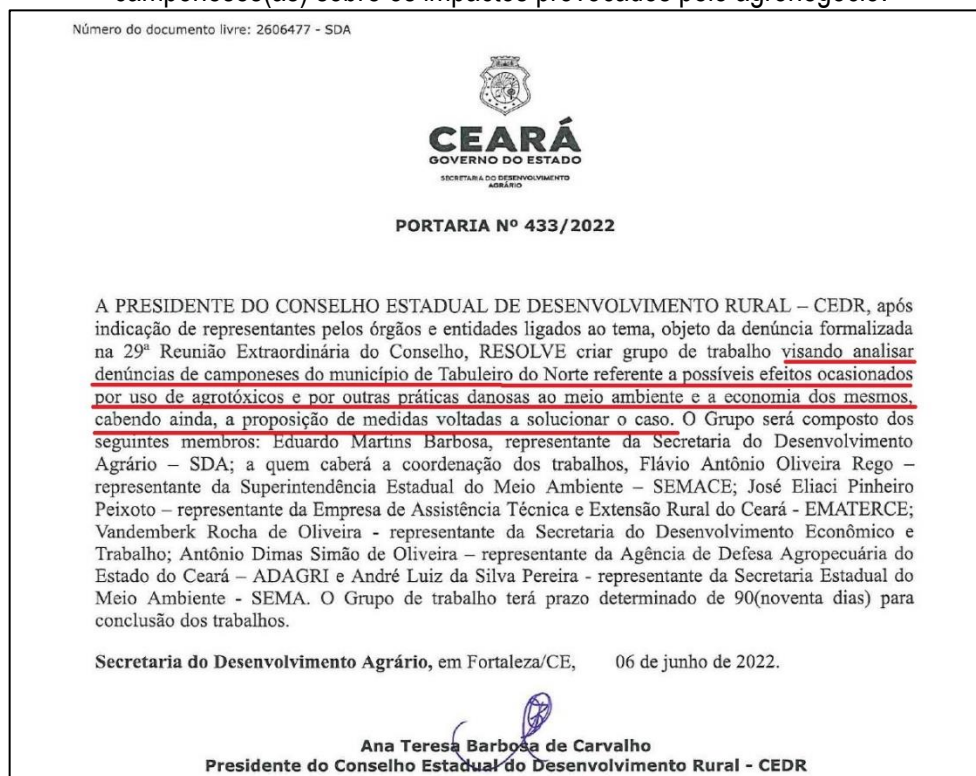 camponeses(as) sobre os impactos provocados pelo agronegócio.
Número do documento livre: 2606477 - SDA
CEARÁ
GOVERNO DO ESTADO
SECRETARIA DO DESENVOLVIMENTO
AGRÁRIO
PORTARIA Nº 433/2022
A PRESIDENTE DO CONSELHO ESTADUAL DE DESENVOLVIMENTO RURAL – CEDR, após
indicação de representantes pelos órgãos e entidades ligados ao tema, objeto da denúncia formalizada
na 29ª Reunião Extraordinária do Conselho, RESOLVE criar grupo de trabalho visando analisar
denúncias de camponeses do município de Tabuleiro do Norte referente a possíveis efeitos ocasionados
por uso de agrotóxicos e por outras práticas danosas ao meio ambiente e a economia dos mesmos,
cabendo ainda, a proposição de medidas voltadas a solucionar o caso. O Grupo será composto dos
seguintes membros: Eduardo Martins Barbosa, representante da Secretaria do Desenvolvimento
Agrário – SDA; a quem caberá a coordenação dos trabalhos, Flávio Antônio Oliveira Rego –
representante da Superintendência Estadual do Meio Ambiente – SEMACE; José Eliaci Pinheiro
Peixoto – representante da Empresa de Assistência Técnica e Extensão Rural do Ceará - EMATERCE;
Vandemberk Rocha de Oliveira - representante da Secretaria do Desenvolvimento Econômico e
Trabalho; Antônio Dimas Simão de Oliveira – representante da Agência de Defesa Agropecuária do
Estado do Ceará – ADAGRI e André Luiz da Silva Pereira - representante da Secretaria Estadual do
Meio Ambiente - SEMA. O Grupo de trabalho terá prazo determinado de 90(noventa dias) para
conclusão dos trabalhos.
Secretaria do Desenvolvimento Agrário, em Fortaleza/CE, 06 de junho de 2022.
Ana Teresa Barbosa de Carvalho
Presidente do Conselho Estadual do Desenvolvimento Rural - CEDR